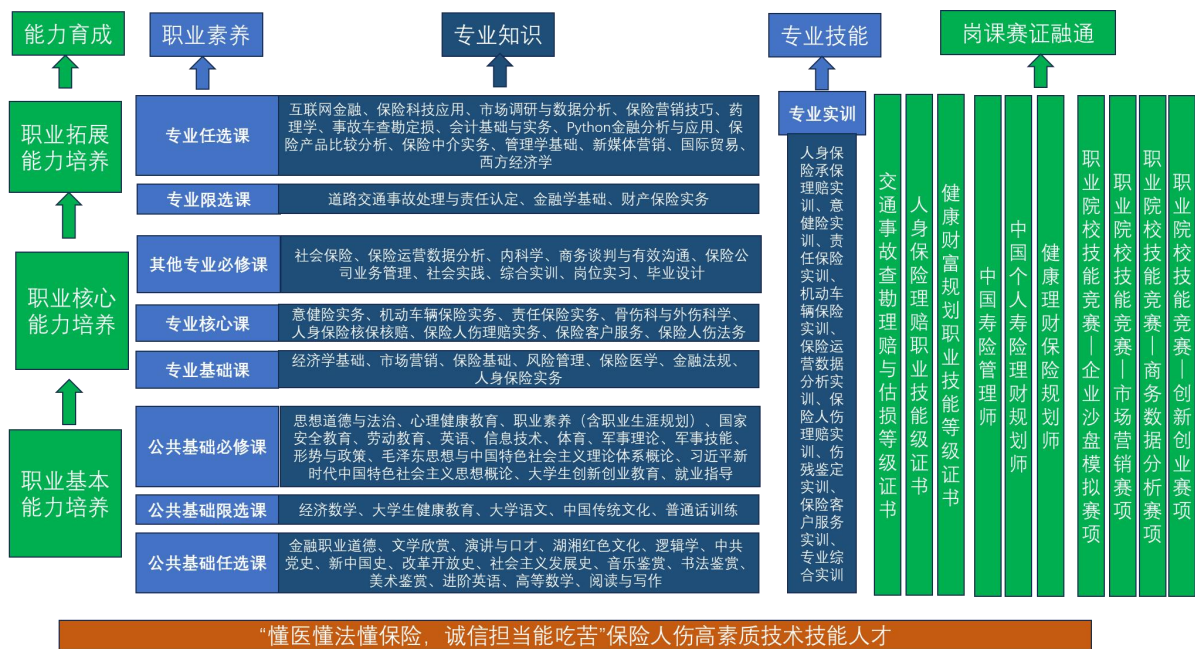 能力育成
职业素养
专业知识
专业技能
岗课赛证融通
职业拓展
能力培养
职业核心
能力培养
职业基本
能力培养
专业任选课
互联网金融、保险科技应用、市场调研与数据分析、保险营销技巧、药
理学、事故车查勘定损、会计基础与实务、Python金融分析与应用、保
险产品比较分析、保险中介实务、管理学基础、新媒体营销、国际贸易、
西方经济学
专业限选课
道路交通事故处理与责任认定、金融学基础、财产保险实务
其他专业必修课
社会保险、保险运营数据分析、内科学、商务谈判与有效沟通、保险公
司业务管理、社会实践、综合实训、岗位实习、毕业设计
专业核心课
意健险实务、机动车辆保险实务、责任保险实务、骨伤科与外伤科学、
人身保险核保核赔、保险人伤理赔实务、保险客户服务、保险人伤法务
专业基础课
经济学基础、市场营销、保险基础、风险管理、保险医学、金融法规、
人身保险实务
公共基础必修课
思想道德与法治、心理健康教育、职业素养（含职业生涯规划）、国家
安全教育、劳动教育、英语、信息技术、体育、军事理论、军事技能、
形势与政策、毛泽东思想与中国特色社会主义理论体系概论、习近平新
时代中国特色社会主义思想概论、大学生创新创业教育、就业指导
公共基础限选课
经济数学、大学生健康教育、大学语文、中国传统文化、普通话训练
公共基础任选课
金融职业道德、文学欣赏、演讲与口才、湖湘红色文化、逻辑学、中共
党史、新中国史、改革开放史、社会主义发展史、音乐鉴赏、书法鉴赏、
美术鉴赏、进阶英语、高等数学、阅读与写作
专业实训
人身保
险承保
理赔实
训、意
健险实
训、责
任保险
实训、
机动车
辆保险
实训、
保险运
营数据
分析实
训、保
险人伤
理赔实
训、伤
残鉴定
实训、
保险客
户服务
实训、
专业综
合实训
交通事故查勘理赔与估损等级证书
人身保险理赔职业技能级证书
健康财富规划职业技能等级证书
中国寿险管理师
中国个人寿险理财规划师
健康理财保险规划师
职业院校技能竞赛—企业沙盘模拟赛项
职业院校技能竞赛—市场营销赛项
职业院校技能竞赛—商务数据分析赛项
职业院校技能竞赛—创新创业赛项
“懂医懂法懂保险，诚信担当能吃苦”保险人伤高素质技术技能人才